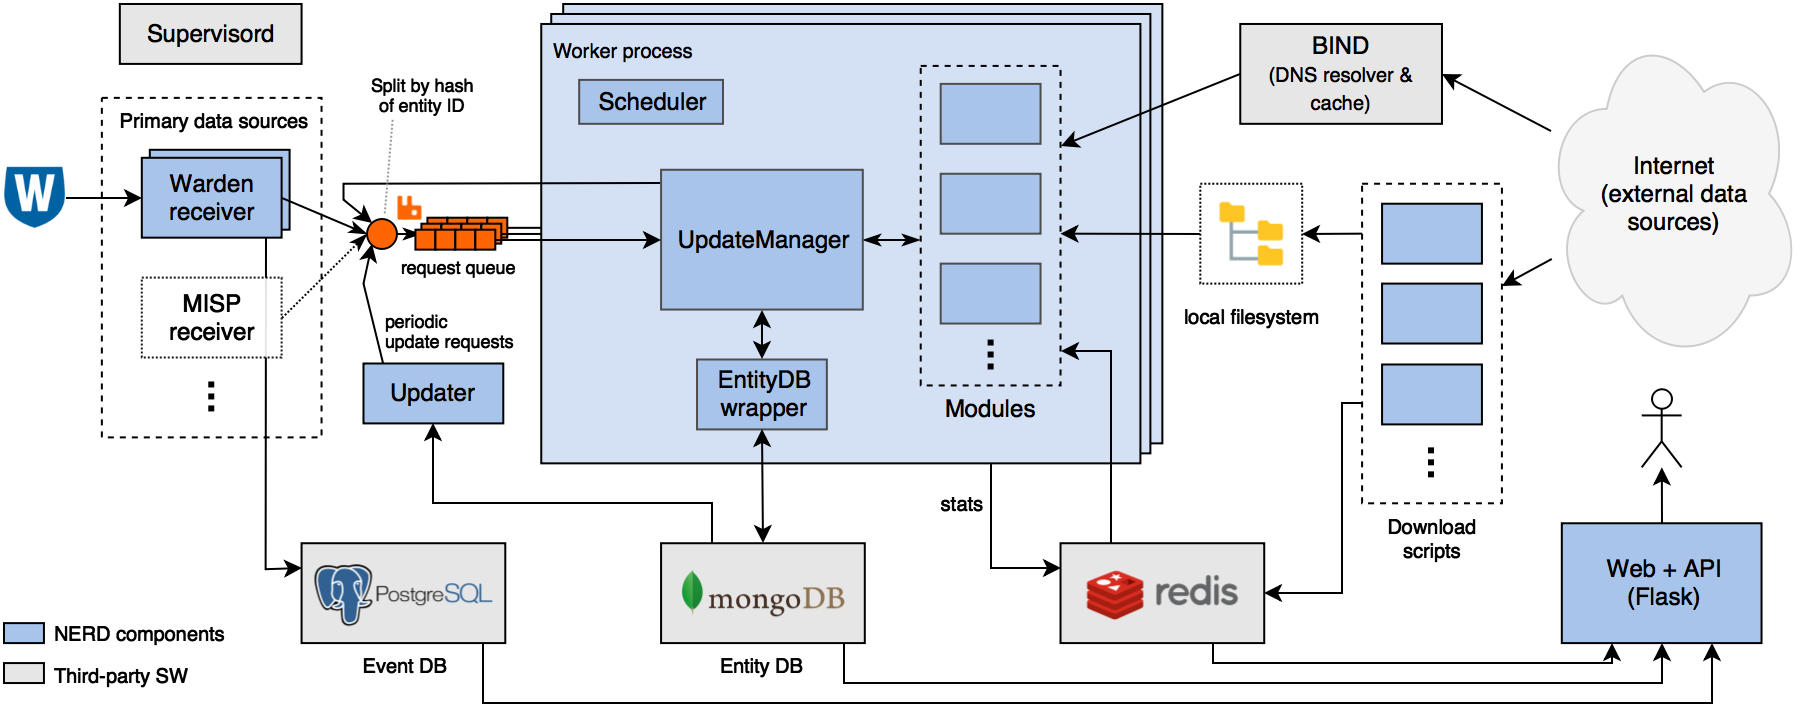 Supervisord
Split by hash
of entity ID
Primary data sources
W
Warden
receiver
MISP
receiver
request queue
periodic
update requests
Updater
Worker process
Scheduler
UpdateManager
EntityDB
wrapper
Modules
BIND
(DNS resolver &
cache)
local filesystem
Internet
(external data
sources)
Download
scripts
stats
PostgreSQL
Event DB
mongoDB
Entity DB
redis
Web + API
(Flask)
NERD components
Third-party SW